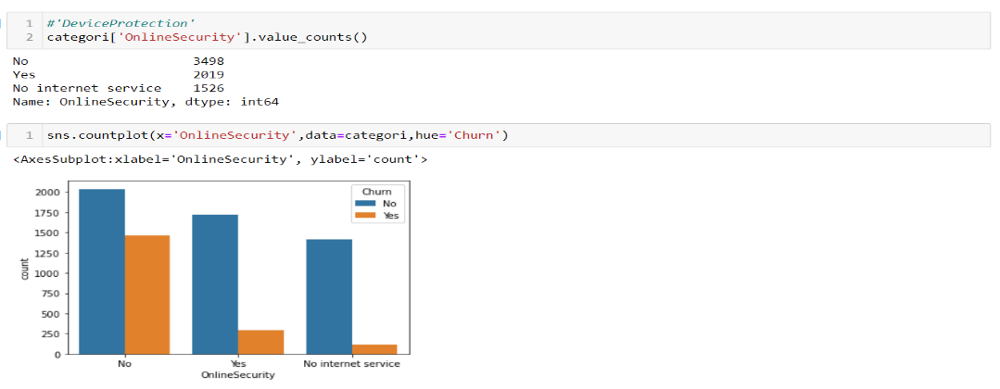 1 #'DeviceProtection'
2 categori['OnlineSecurity'].value_counts()
No 3498
Yes 2019
No internet service 1526
Name: OnlineSecurity, dtype: int64
1 sns.countplot(x='OnlineSecurity',data=categori,hue='Churn')
<AxesSubplot:xlabel='OnlineSecurity', ylabel='count'>
Churn
No
Yes
2000
1750
1500
1250
1000
750
500
250
0
count
No Yes No internet service
OnlineSecurity